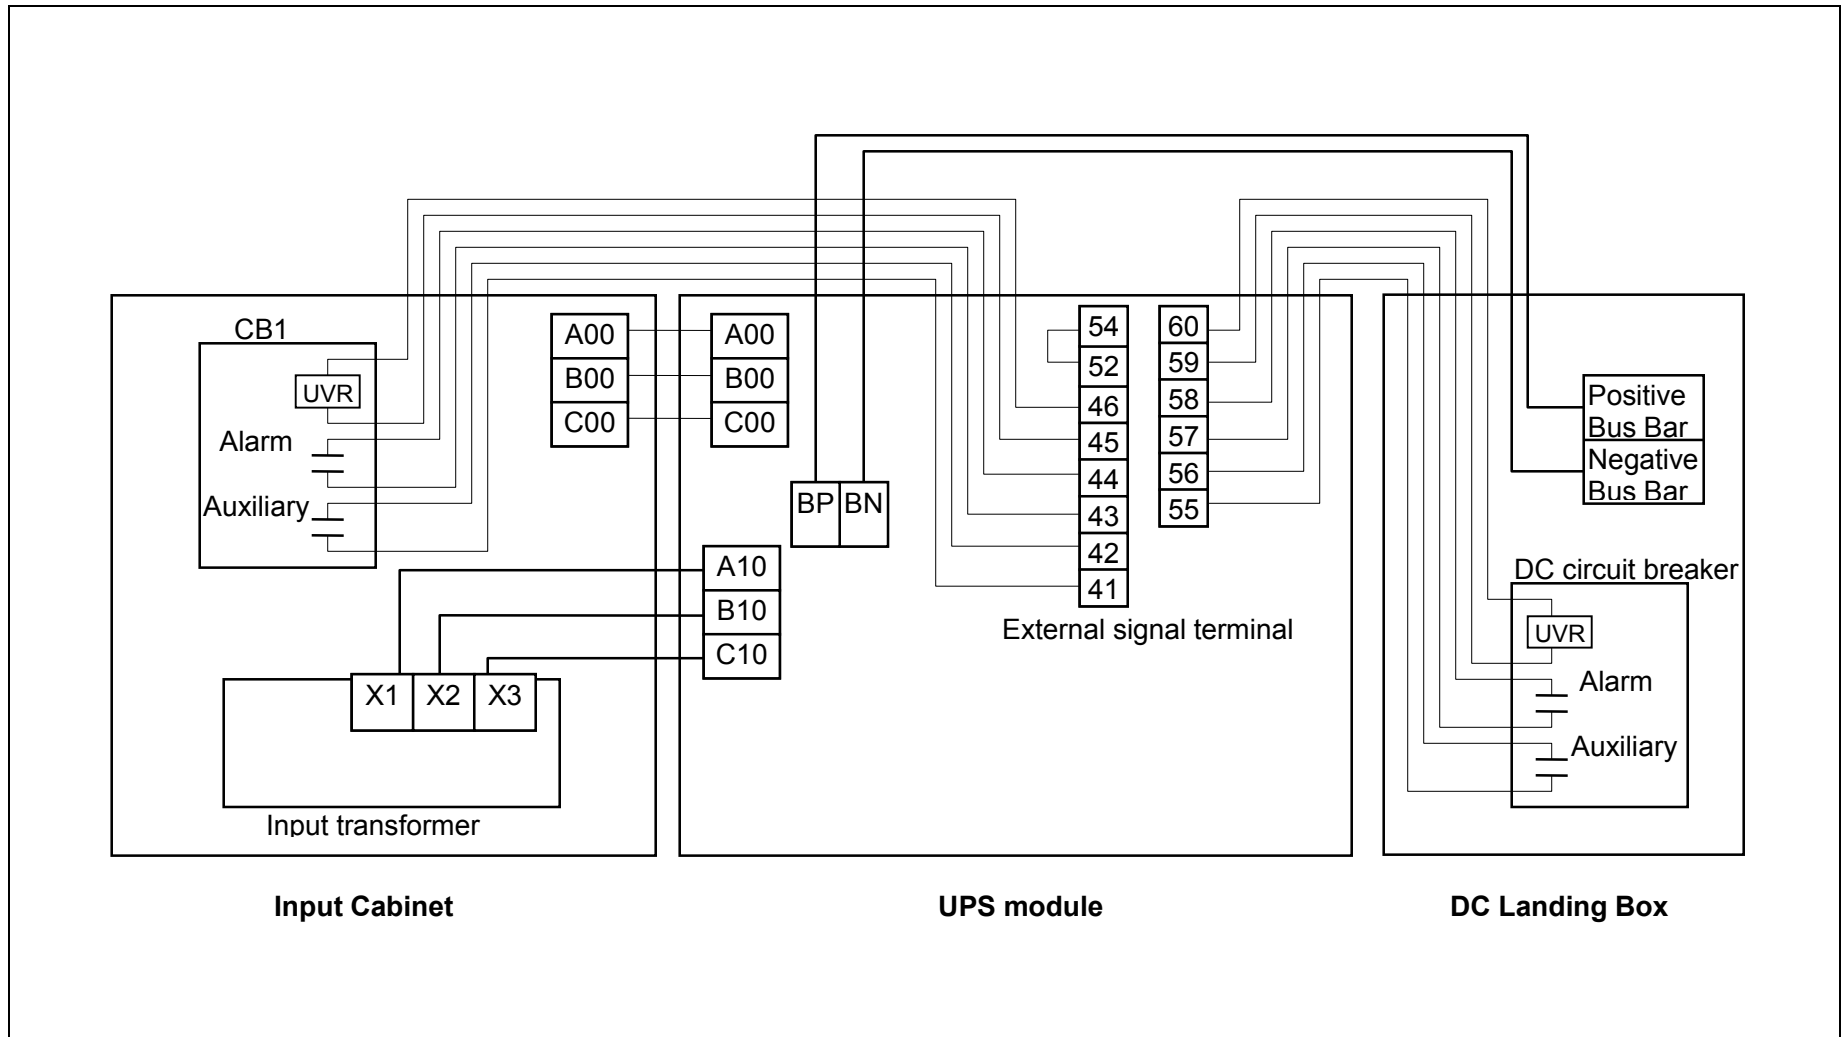 CB1
UVR
Alarm
Auxiliary
A00
B00
C00
X1 X2 X3
Input transformer
Input Cabinet
A00
B00
C00
BP BN
A10
B10
C10
54
52
46
45
44
43
42
41
60
59
58
57
56
55
External signal terminal
UPS module
Positive
Bus Bar
Negative
Bus Bar
DC circuit breaker
UVR
Alarm
Auxiliary
DC Landing Box